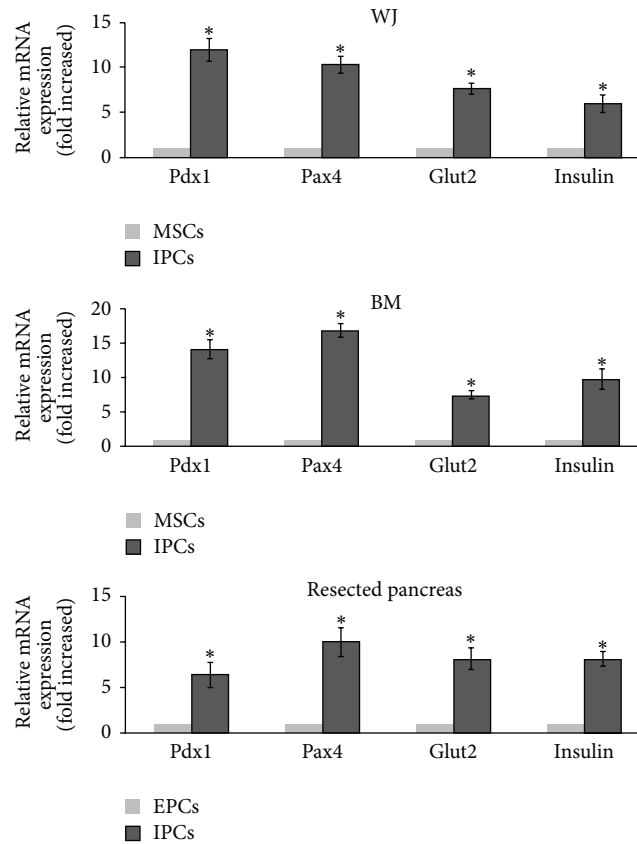 WJ
Relative mRNA
expression
(fold increased)
15
10
5
0
* * * *
Pdx1 Pax4 Glut2 Insulin
MSCs
IPCs
BM
Relative mRNA
expression
(fold increased)
20
15
10
5
0
* * * *
Pdx1 Pax4 Glut2 Insulin
MSCs
IPCs
Resected pancreas
Relative mRNA
expression
(fold increased)
15
10
5
0
* * * *
Pdx1 Pax4 Glut2 Insulin
EPCs
IPCs